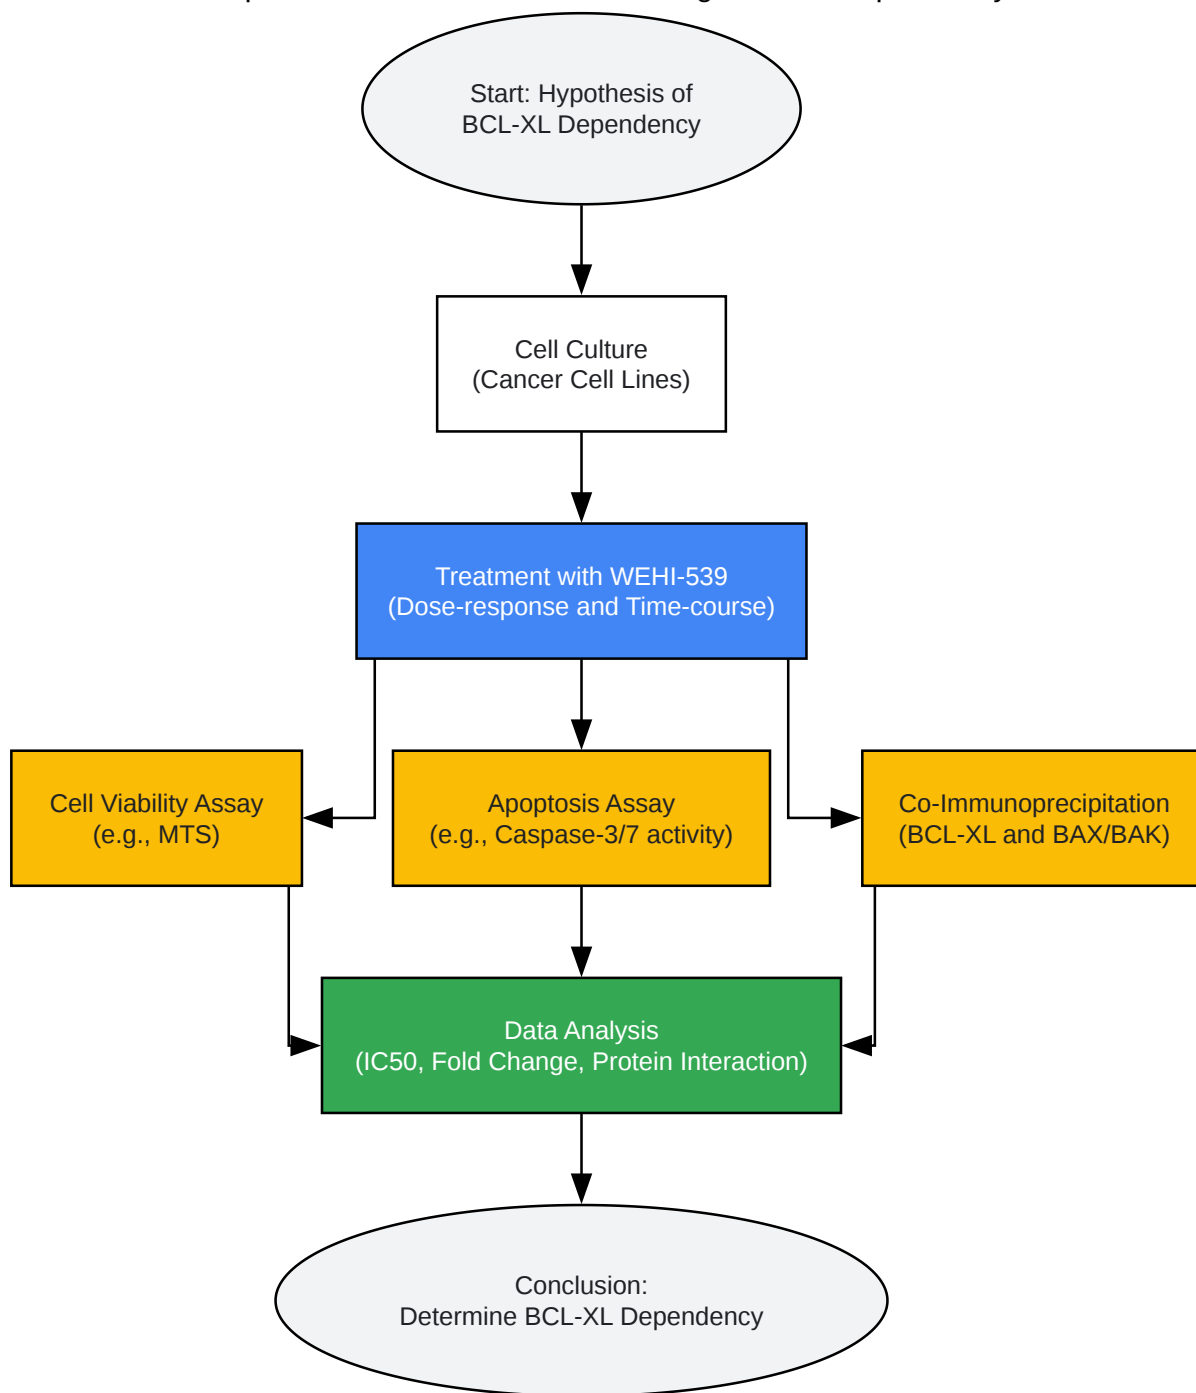 Start: Hypothesis of
BCL-XL Dependency
Cell Culture
(Cancer Cell Lines)
Treatment with WEHI-539
(Dose-response and Time-course)
Cell Viability Assay
(e.g., MTS)
Apoptosis Assay
(e.g., Caspase-3/7 activity)
Co-Immunoprecipitation
(BCL-XL and BAX/BAK)
Data Analysis
(IC50, Fold Change, Protein Interaction)
Conclusion:
Determine BCL-XL Dependency